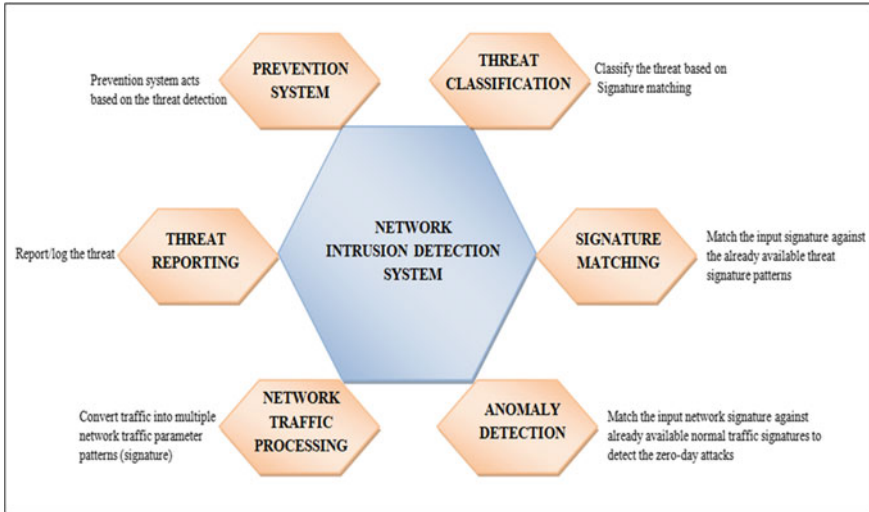 PREVENTION
SYSTEM
Prevention system acts
based on the threat detection
THREAT
CLASSIFICATION
Classify the threat based on
Signature matching
NETWORK
INTRUSION DETECTION
SYSTEM
THREAT
REPORTING
Report/log the threat
SIGNATURE
MATCHING
Match the input signature against
the already available threat
signature patterns
NETWORK
TRAFFIC
PROCESSING
Convert traffic into multiple
network traffic parameter
patterns (signature)
ANOMALY
DETECTION
Match the input network signature against
already available normal traffic signatures to
detect the zero-day attacks